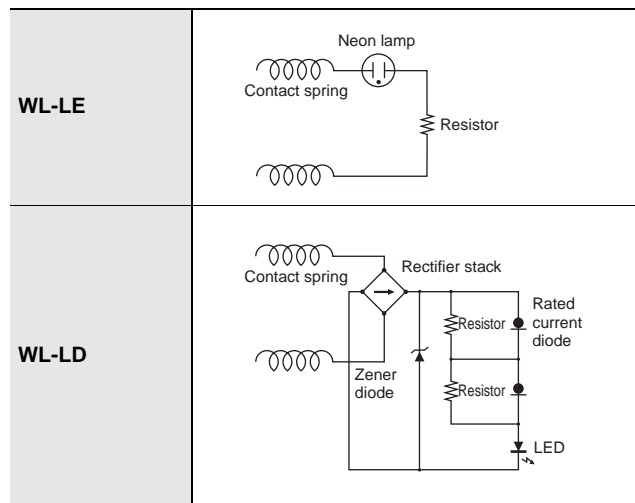 WL-LE
Neon lamp
Contact spring
Resistor
WL-LD
Contact spring
Rectifier stack
Zener
diode
Resistor
Resistor
Rated
current
diode
LED